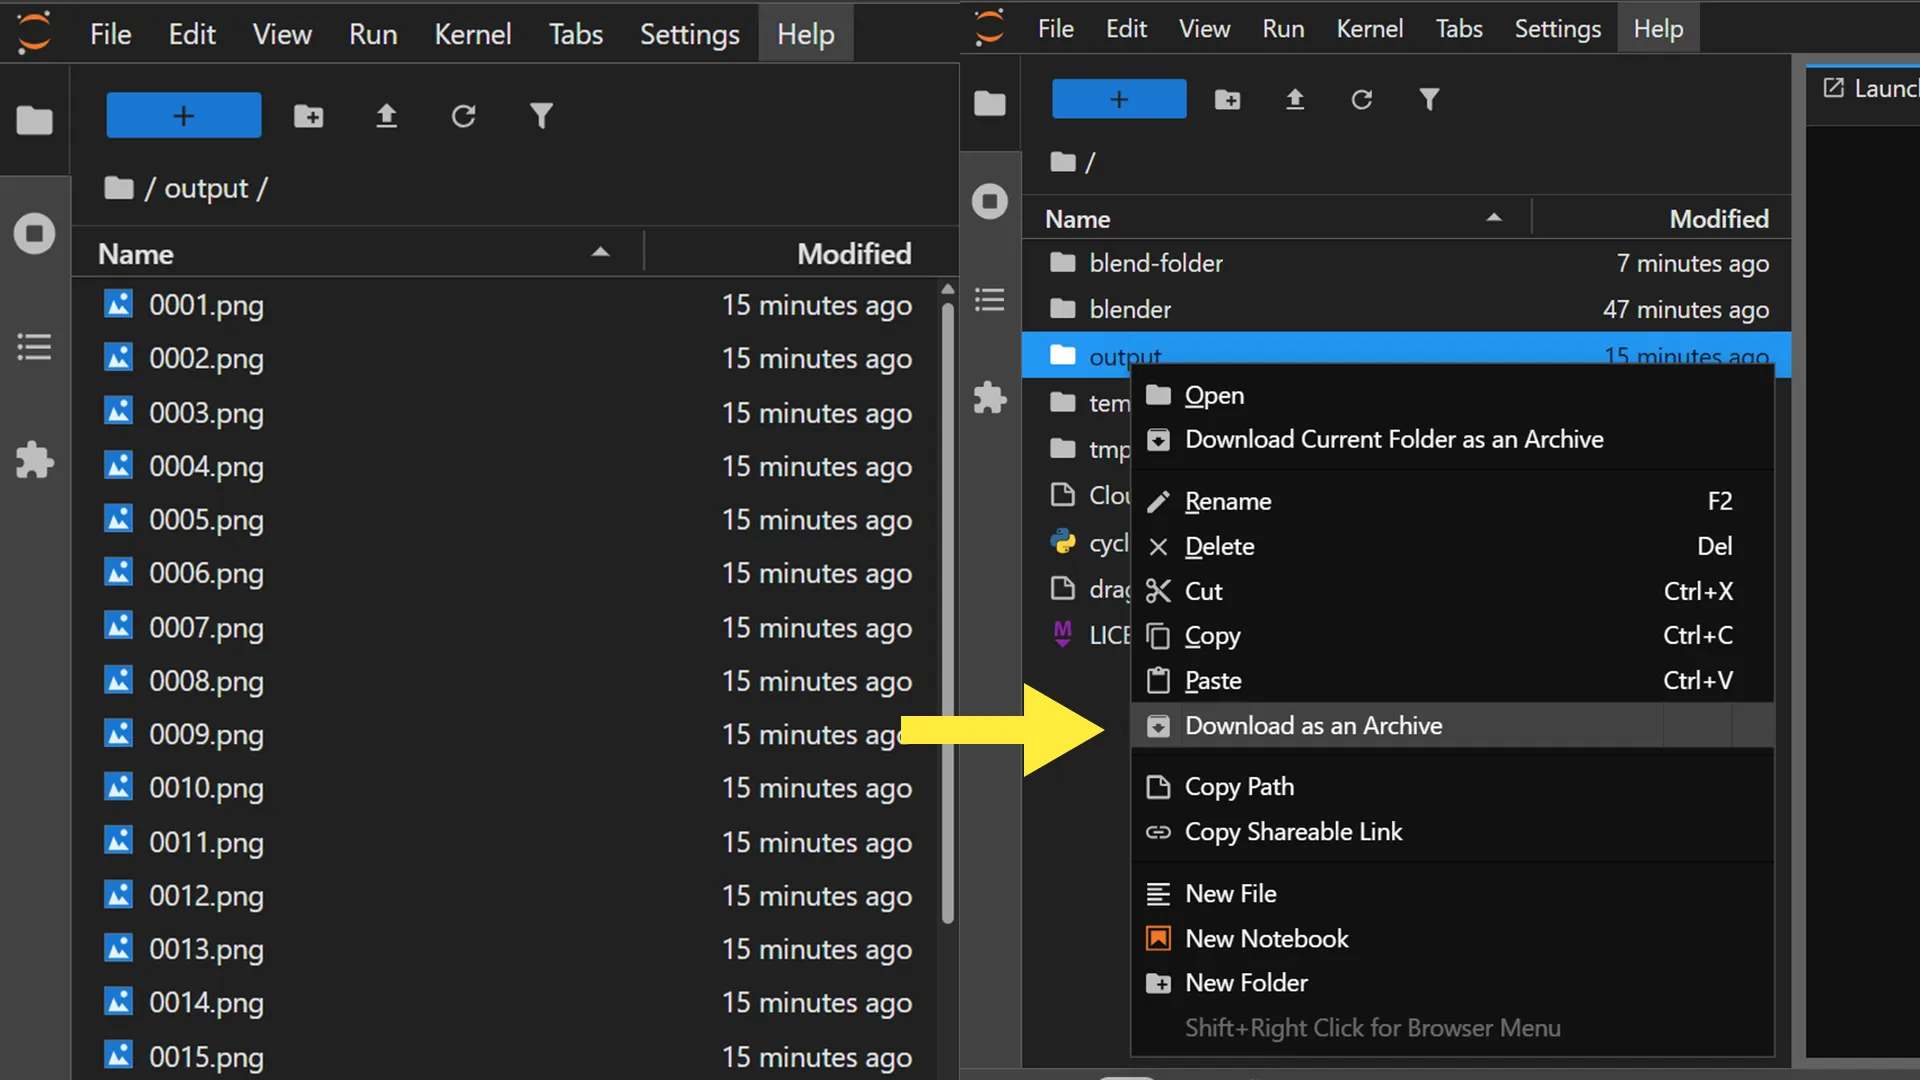 File Edit View Run Kernel Tabs Settings Help
/ output /
Name Modified
0001.png 15 minutes ago
0002.png 15 minutes ago
0003.png 15 minutes ago
0004.png 15 minutes ago
0005.png 15 minutes ago
0006.png 15 minutes ago
0007.png 15 minutes ago
0008.png 15 minutes ago
0009.png 15 minutes ago
0010.png 15 minutes ago
0011.png 15 minutes ago
0012.png 15 minutes ago
0013.png 15 minutes ago
0014.png 15 minutes ago
0015.png 15 minutes ago
File Edit View Run Kernel Tabs Settings Help
Launc
/
Name Modified
blend-folder 7 minutes ago
blender 47 minutes ago
output 15 minutes ago
tem
tmp
Clou
cycl
drag
LICE
Open
Download Current Folder as an Archive
Rename F2
Delete Del
Cut Ctrl+X
Copy Ctrl+C
Paste Ctrl+V
Download as an Archive
Copy Path
Copy Shareable Link
New File
New Notebook
New Folder
Shift+Right Click for Browser Menu